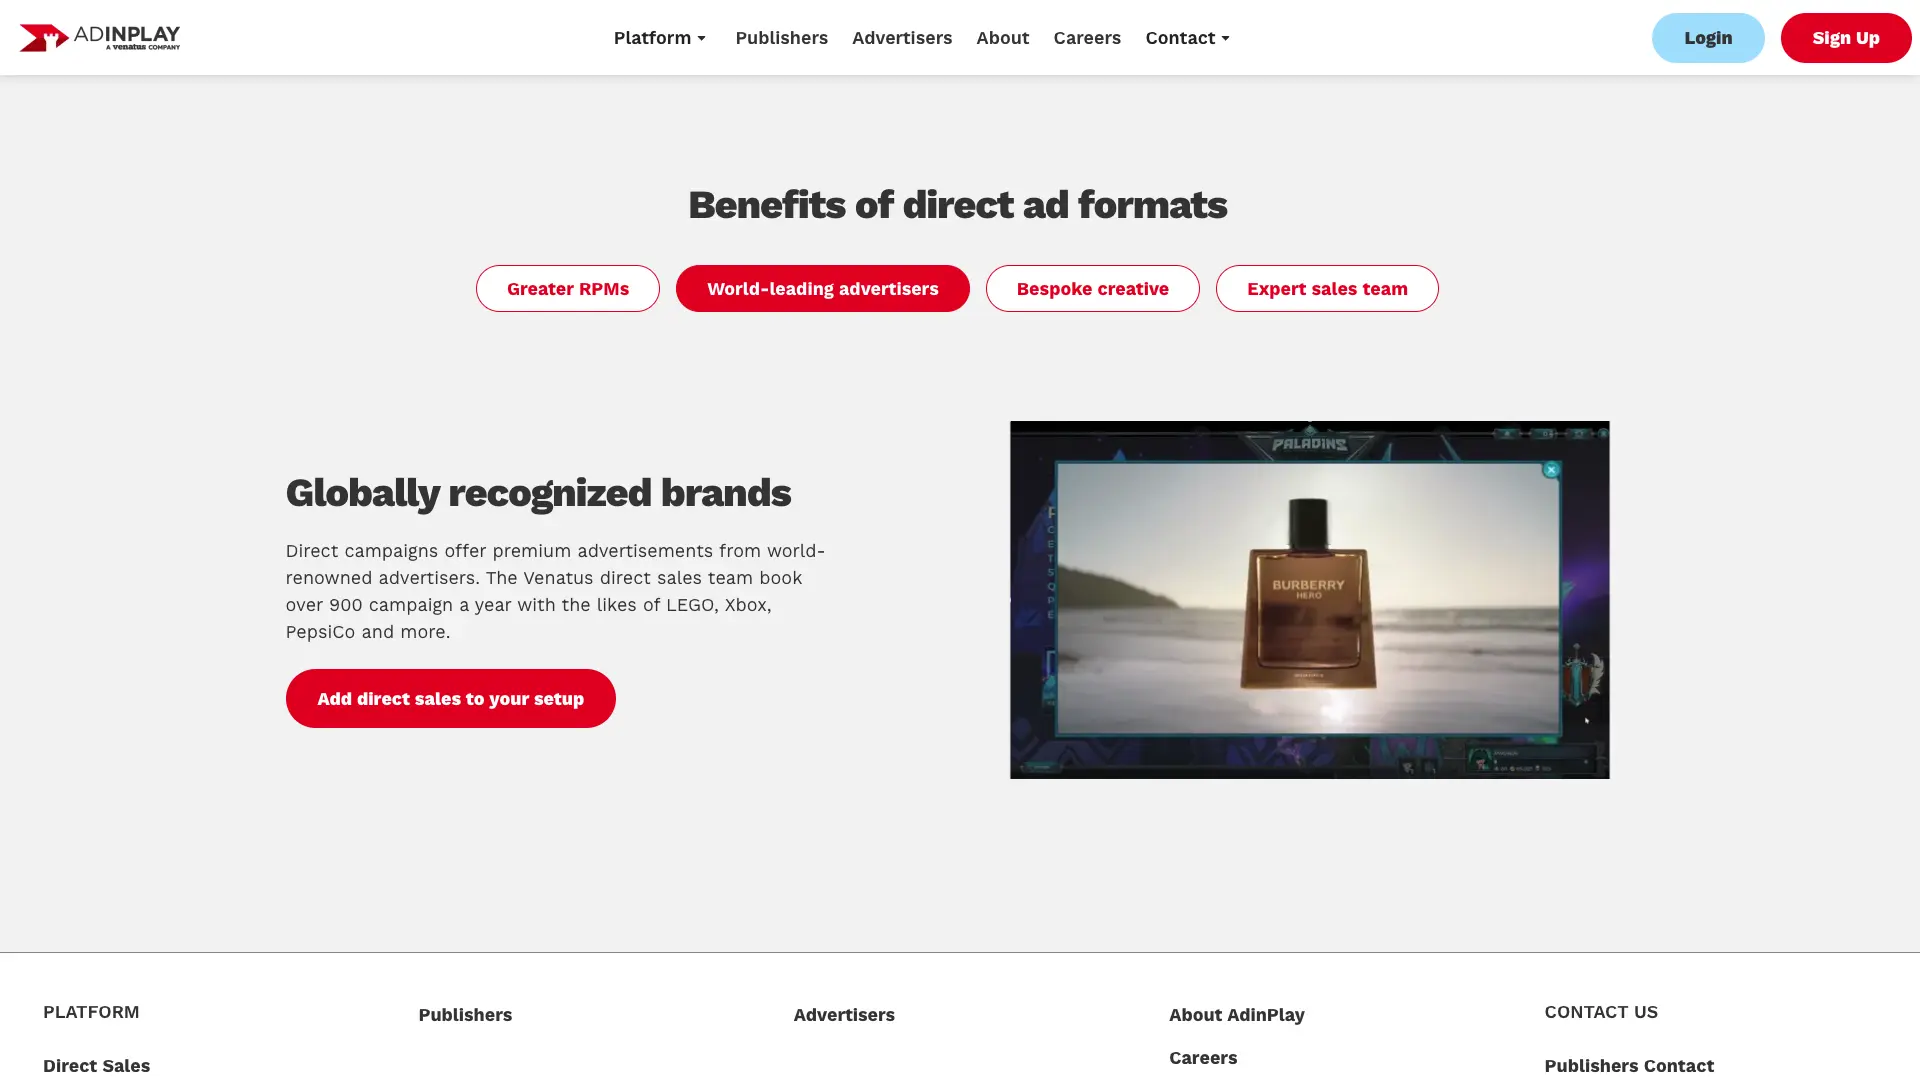 ADINPLAY
A venatus COMPANY
Platform
Publishers
Advertisers
About
Careers
Contact
Login
Sign Up
Benefits of direct ad formats
Greater RPMs
World-leading advertisers
Bespoke creative
Expert sales team
Globally recognized brands
Direct campaigns offer premium advertisements from world-
renowned advertisers. The Venatus direct sales team book
over 900 campaign a year with the likes of LEGO, Xbox,
PepsiCo and more.
Add direct sales to your setup
PALADINS
BURBERRY
HERO
PLATFORM
Publishers
Advertisers
About AdinPlay
CONTACT US
Direct Sales
Careers
Publishers Contact